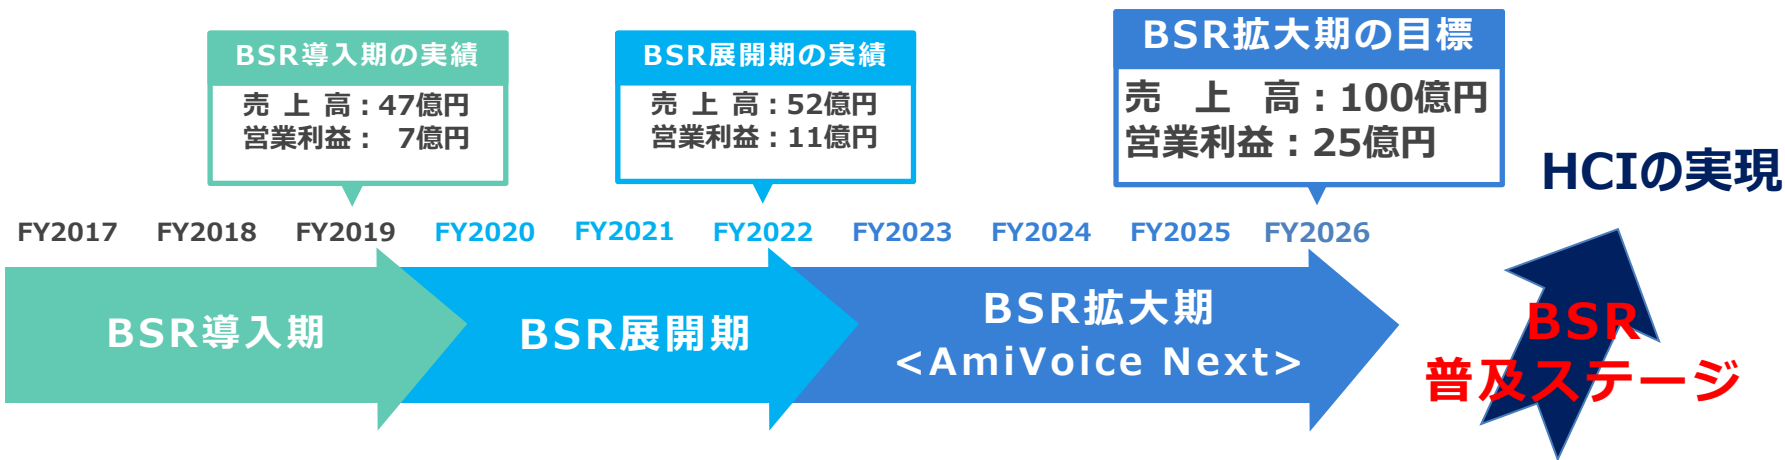 BSR導入期の実績
売上高：47億円
営業利益： 7億円
BSR展開期の実績
売上高：52億円
営業利益：11億円
BSR拡大期の目標
売上高：100億円
営業利益：25億円
HCIの実現
FY2017 FY2018 FY2019 FY2020 FY2021 FY2022 FY2023 FY2024 FY2025 FY2026
BSR導入期
BSR展開期
BSR拡大期
<AmiVoice Next>
BSR
普及ステージ